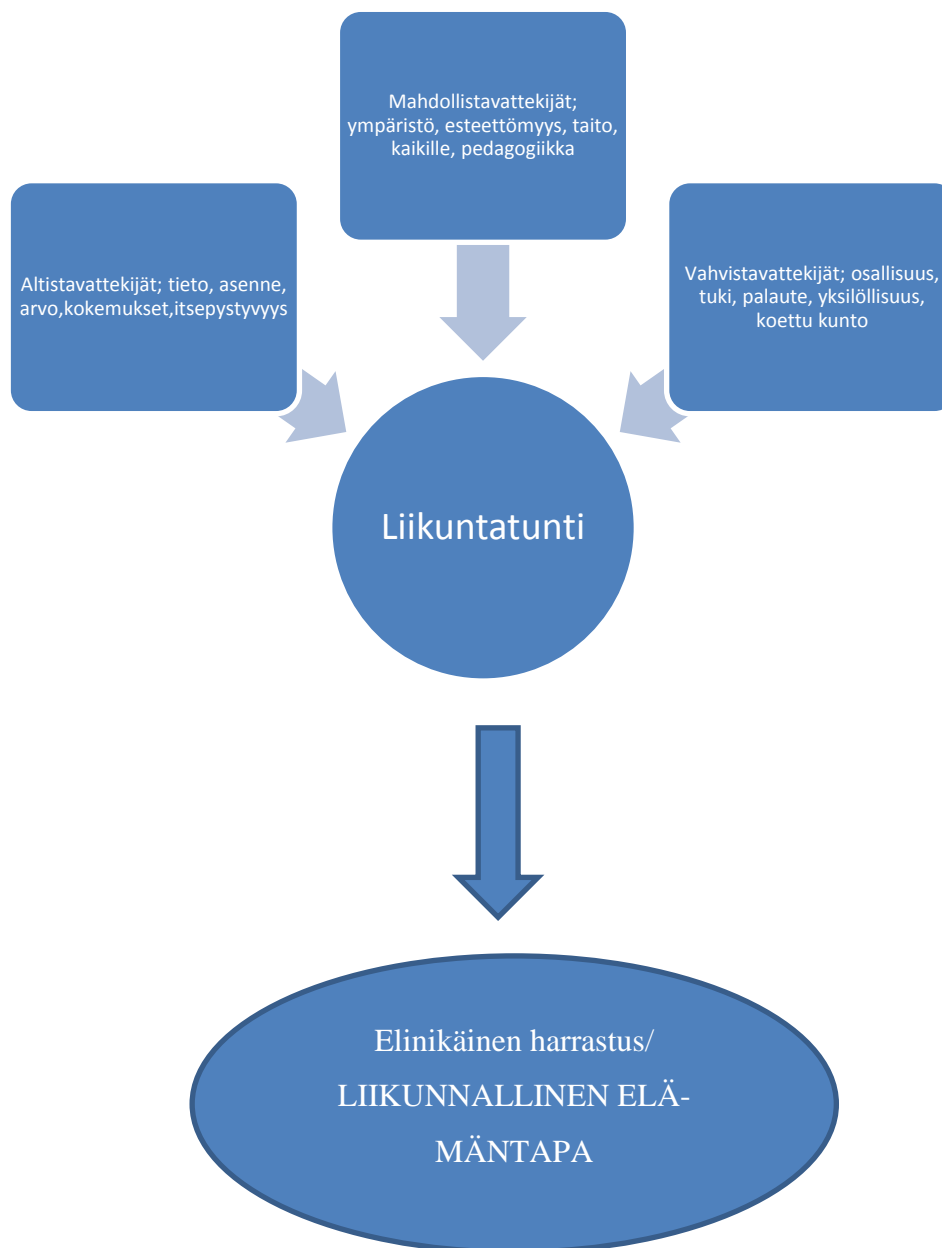 Mahdollistavattekijät;
ympäristö, esteettömyys, taito,
kaikille, pedagogiikka
Altistavattekijät; tieto, asenne,
arvo,kokemukset,itsepystyvyys
Vahvistavattekijät; osallisuus,
tuki, palaute, yksilöllisuus,
koettu kunto
Liikuntatunti
Elinikäinen harrastus/
LIIKUNNALLINEN ELÄ-
MÄNTAPA